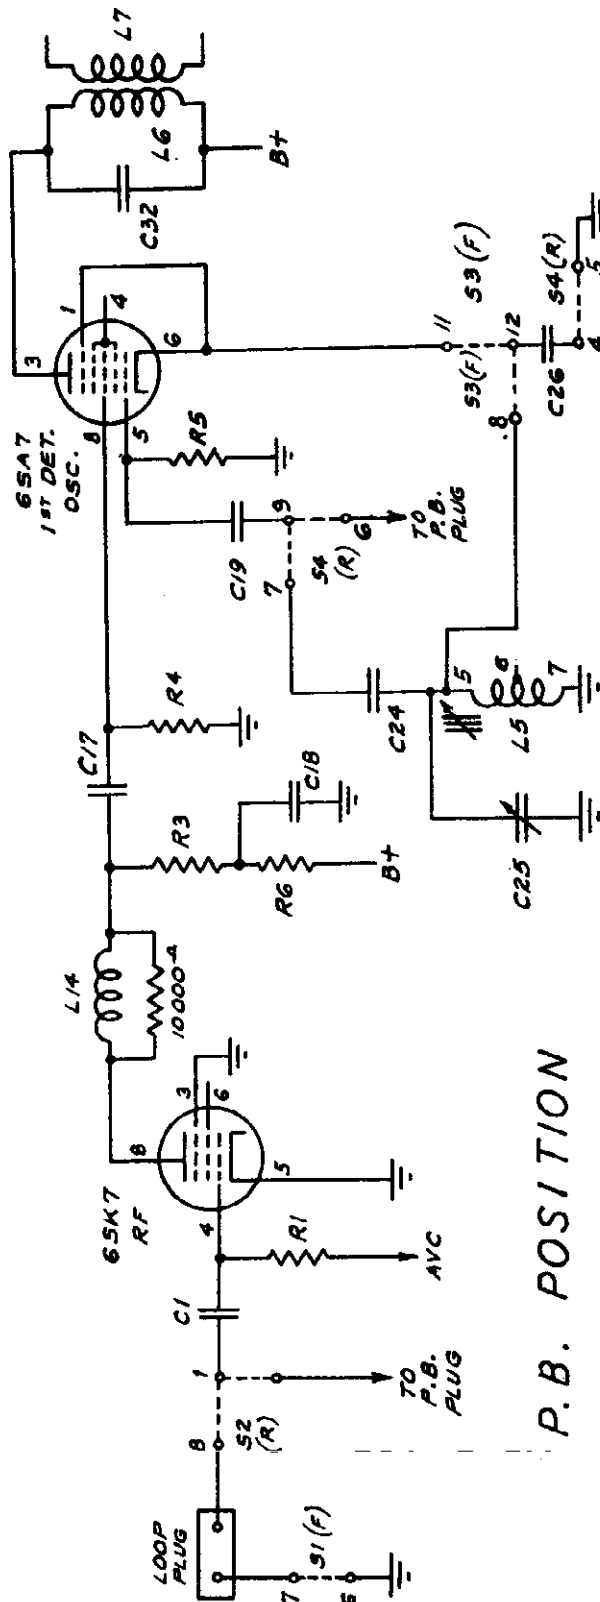 LOOP
PLUG
7
S1(F)
8
S2
(R)
1
TO
P.B.
PLUG
C1
R1
AVC
6SK7
RF
4
8
3
6
5
L14
10000Ω
R3
R6
B+
C18
C17
R4
6SA7
1ST DET.
OSC.
8
5
3
1
4
6
R5
C19
9
7
S4
(R)
6
TO
P.B.
PLUG
C24
C25
5
6
7
L5
C32
L6
L7
B+
11
S3(F)
S3(F)
12
8
C26
S4(R)
4
5
P.B. POSITION